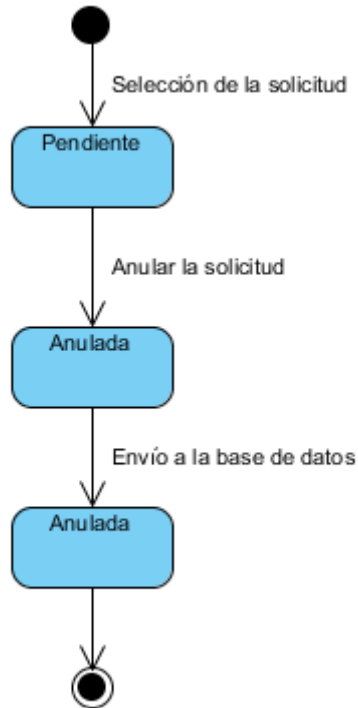 Selección de la solicitud
Pendiente
Anular la solicitud
Anulada
Envío a la base de datos
Anulada